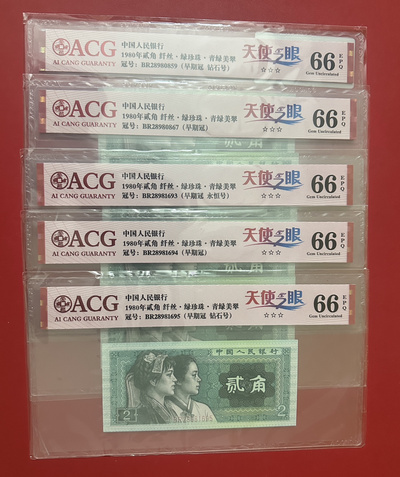 ACG
AI CANG GUARANTY
中国人民银行
1980年贰角 纤丝·绿珍珠·青绿美翠
冠号: BR28980859 (早期冠 钻石号)
天使之眼
☆☆☆
66 EPQ
Gem Uncirculated
ACG
AI CANG GUARANTY
中国人民银行
1980年贰角 纤丝·绿珍珠·青绿美翠
冠号: BR28980867 (早期冠)
天使之眼
☆☆☆
66 EPQ
Gem Uncirculated
ACG
AI CANG GUARANTY
中国人民银行
1980年贰角 纤丝·绿珍珠·青绿美翠
冠号: BR28981693 (早期冠 永恒号)
天使之眼
☆☆☆
66 EPQ
Gem Uncirculated
ACG
AI CANG GUARANTY
中国人民银行
1980年贰角 纤丝·绿珍珠·青绿美翠
冠号: BR28981694 (早期冠)
天使之眼
☆☆☆
66 EPQ
Gem Uncirculated
ACG
AI CANG GUARANTY
中国人民银行
1980年贰角 纤丝·绿珍珠·青绿美翠
冠号: BR28981695 (早期冠)
天使之眼
☆☆☆
66 EPQ
Gem Uncirculated
中国人民银行
贰角
2
2